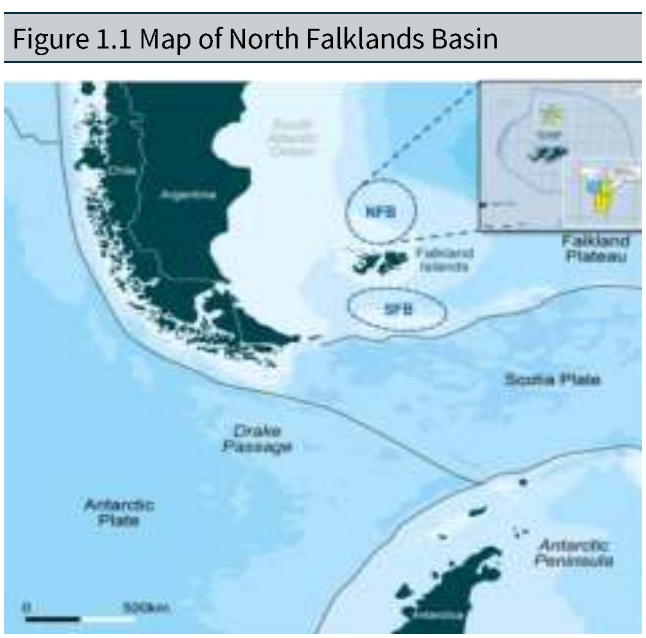 Figure 1.1 Map of North Falklands Basin
South
Atlantic
Ocean
Chile
Argentina
NFB
Falkland
Islands
Falkland
Plateau
SFB
Scotia Plate
Drake
Passage
Antarctic
Plate
Antarctic
Peninsula
Antarctica
0 500km